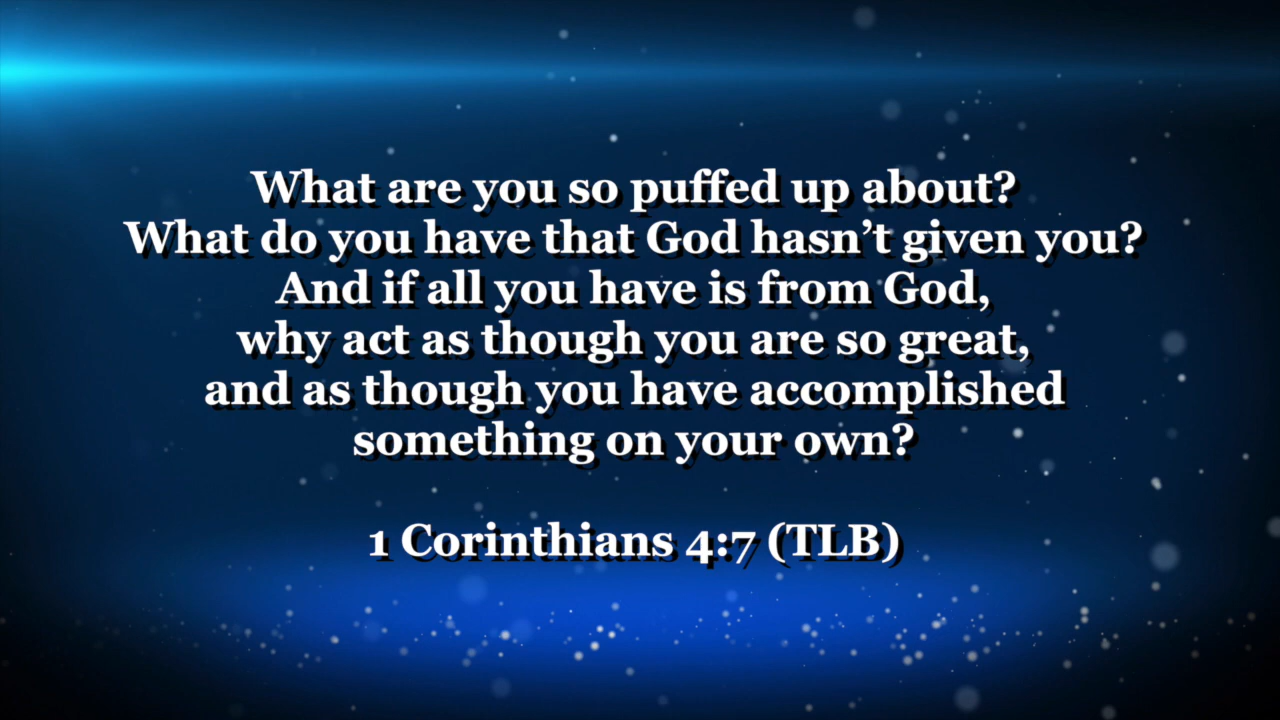 What are you so puffed up about?
What do you have that God hasn’t given you?
And if all you have is from God,
why act as though you are so great,
and as though you have accomplished
something on your own?
1 Corinthians 4:7 (TLB)